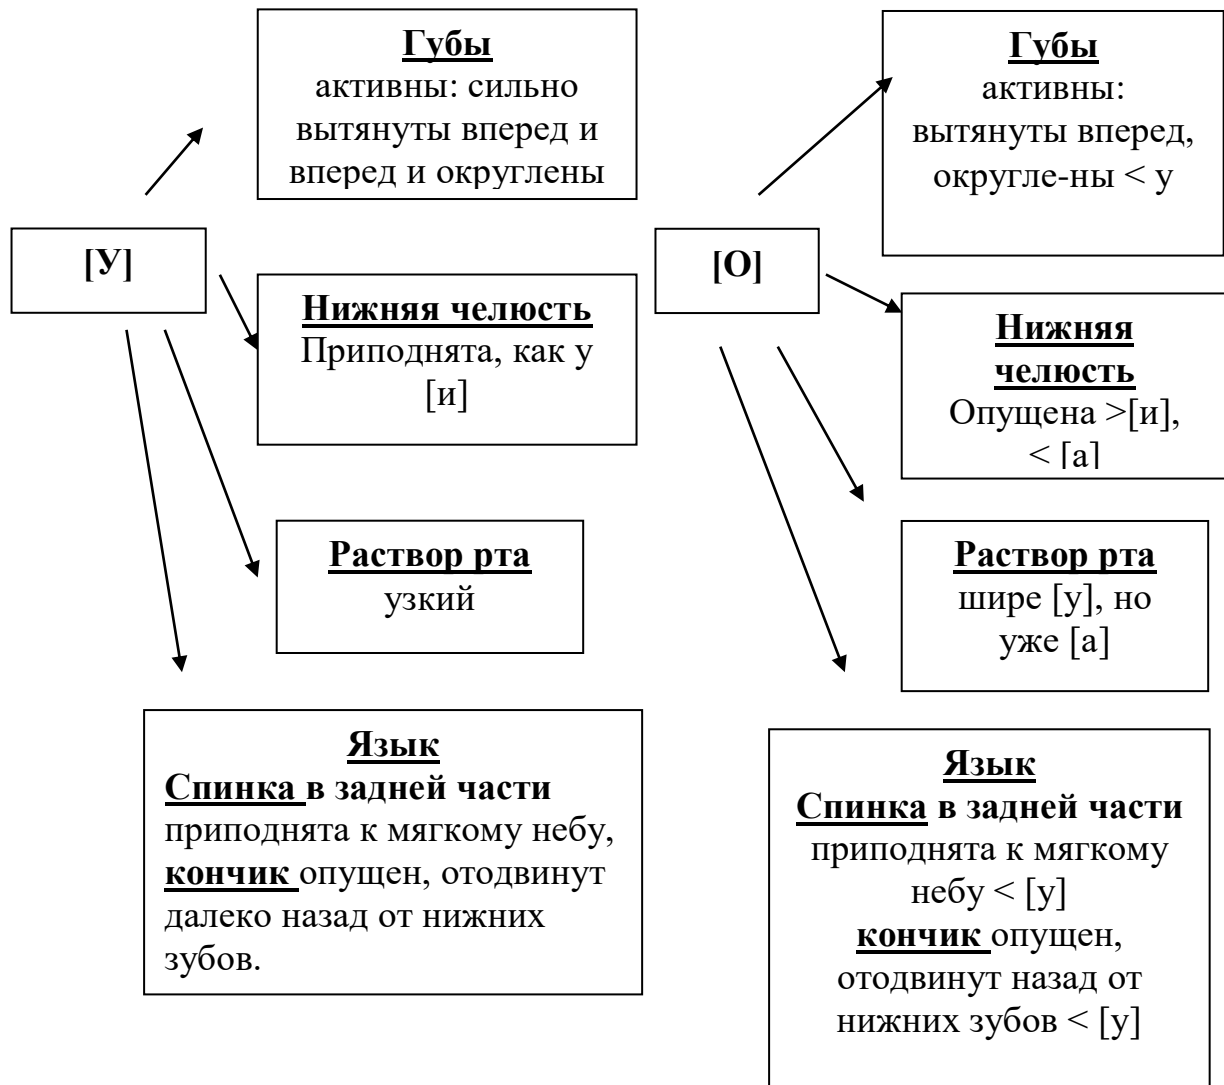 Губы
активны: сильно
вытянуты вперед и
вперед и округлены
[У]
Нижняя челюсть
Приподнята, как у
[и]
Раствор рта
узкий
Язык
Спинка в задней части
приподнята к мягкому небу,
кончик опущен, отодвинут
далеко назад от нижних
зубов.
Губы
активны:
вытянуты вперед,
округле-ны < у
[О]
Нижняя
челюсть
Опущена >[и],
< [а]
Раствор рта
шире [у], но
уже [а]
Язык
Спинка в задней части
приподнята к мягкому
небу < [у]
кончик опущен,
отодвинут назад от
нижних зубов < [у]